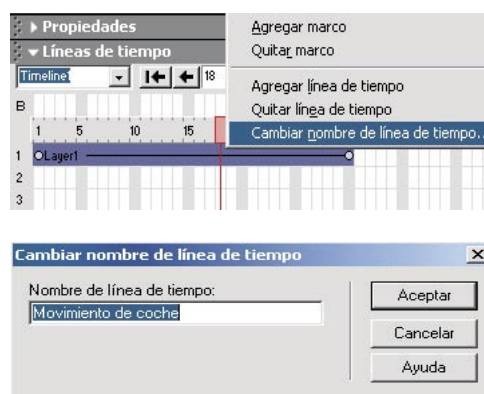 Propiedades
Líneas de tiempo
Timeline1
18
B
1 5 10 15
1 Layer1
2
3
Agregar marco
Quitar marco
Agregar línea de tiempo
Quitar línea de tiempo
Cambiar nombre de línea de tiempo..
Cambiar nombre de línea de tiempo
Nombre de línea de tiempo:
Movimiento de coche
Aceptar
Cancelar
Ayuda